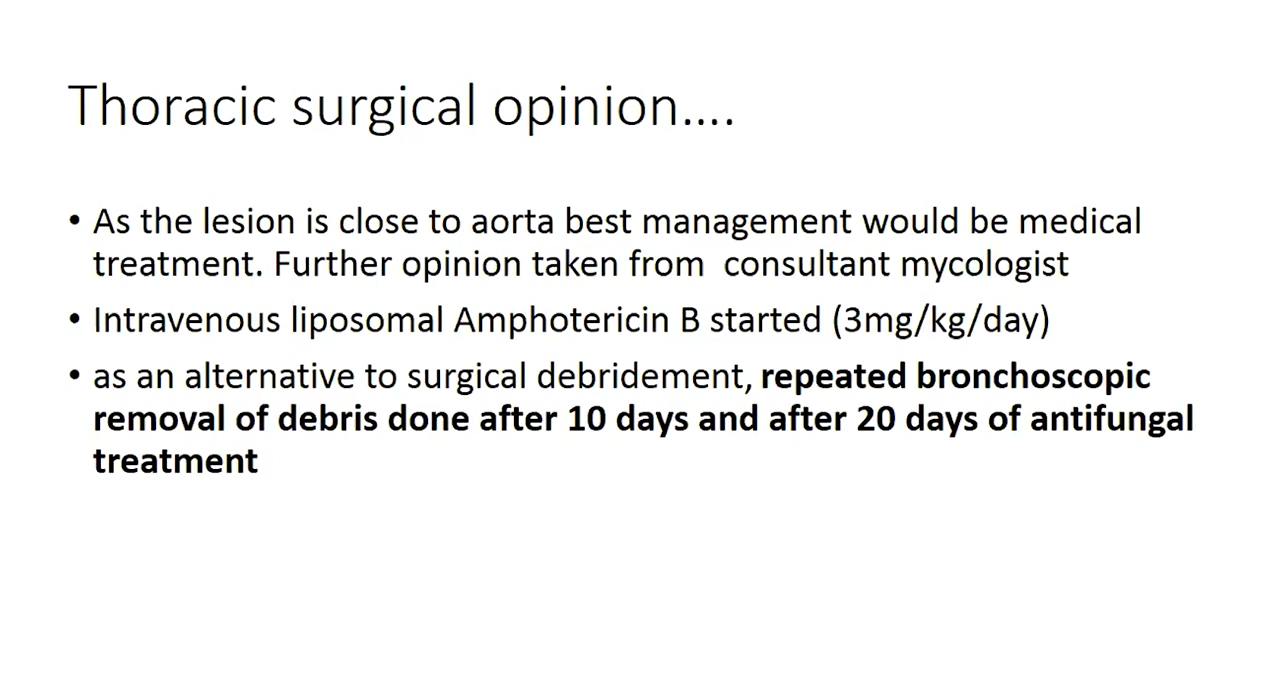 Thoracic surgical opinion....
• As the lesion is close to aorta best management would be medical
treatment. Further opinion taken from  consultant mycologist
• Intravenous liposomal Amphotericin B started (3mg/kg/day)
• as an alternative to surgical debridement, repeated bronchoscopic
removal of debris done after 10 days and after 20 days of antifungal
treatment